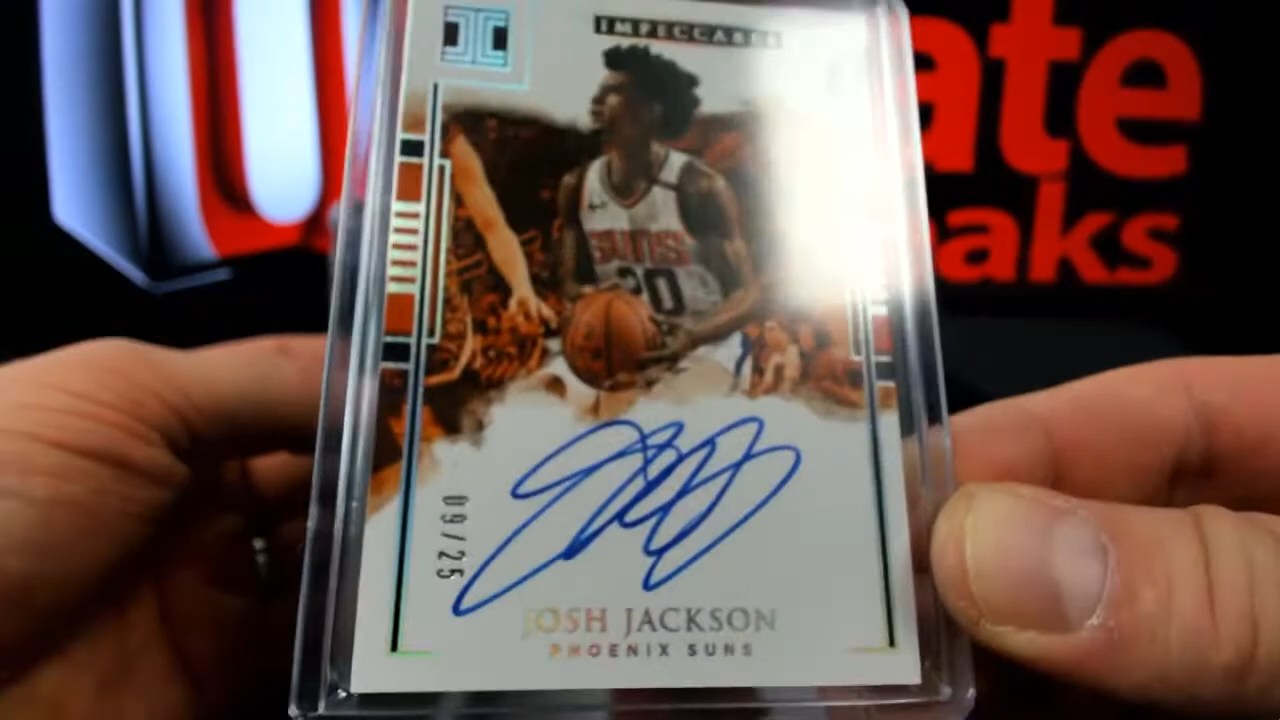 IMPECCABLE
ate
aks
SUNS
20
09/25
JOSH JACKSON
PHOENIX SUNS